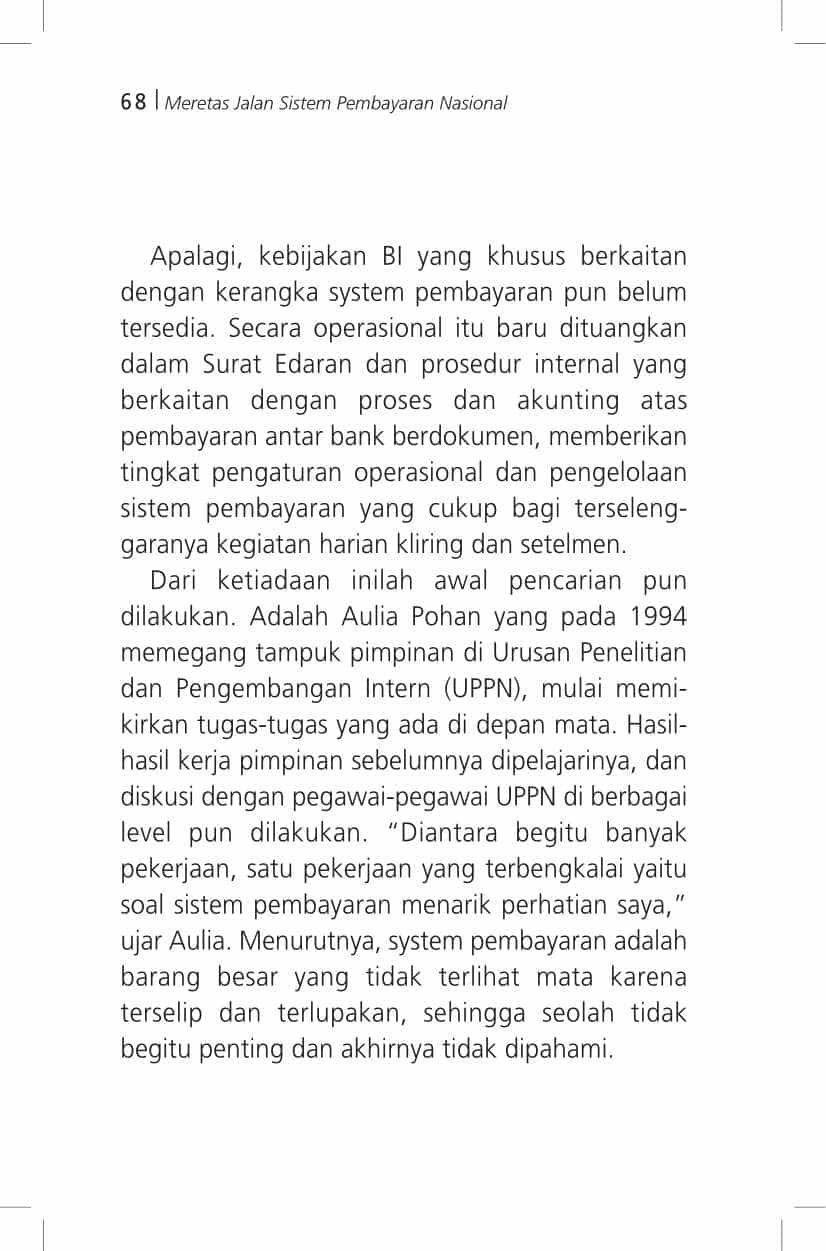 68 | Meretas Jalan Sistem Pembayaran Nasional
Apalagi, kebijakan BI yang khusus berkaitan
dengan kerangka system pembayaran pun belum
tersedia. Secara operasional itu baru dituangkan
dalam Surat Edaran dan prosedur internal yang
berkaitan dengan proses dan akunting atas
pembayaran antar bank berdokumen, memberikan
tingkat pengaturan operasional dan pengelolaan
sistem pembayaran yang cukup bagi terseleng-
garanya kegiatan harian kliring dan setelmen.
Dari ketiadaan inilah awal pencarian pun
dilakukan. Adalah Aulia Pohan yang pada 1994
memegang tampuk pimpinan di Urusan Penelitian
dan Pengembangan Intern (UPPN), mulai memi-
kirkan tugas-tugas yang ada di depan mata. Hasil-
hasil kerja pimpinan sebelumnya dipelajarinya, dan
diskusi dengan pegawai-pegawai UPPN di berbagai
level pun dilakukan. “Diantara begitu banyak
pekerjaan, satu pekerjaan yang terbengkalai yaitu
soal sistem pembayaran menarik perhatian saya,”
ujar Aulia. Menurutnya, system pembayaran adalah
barang besar yang tidak terlihat mata karena
terselip dan terlupakan, sehingga seolah tidak
begitu penting dan akhirnya tidak dipahami.